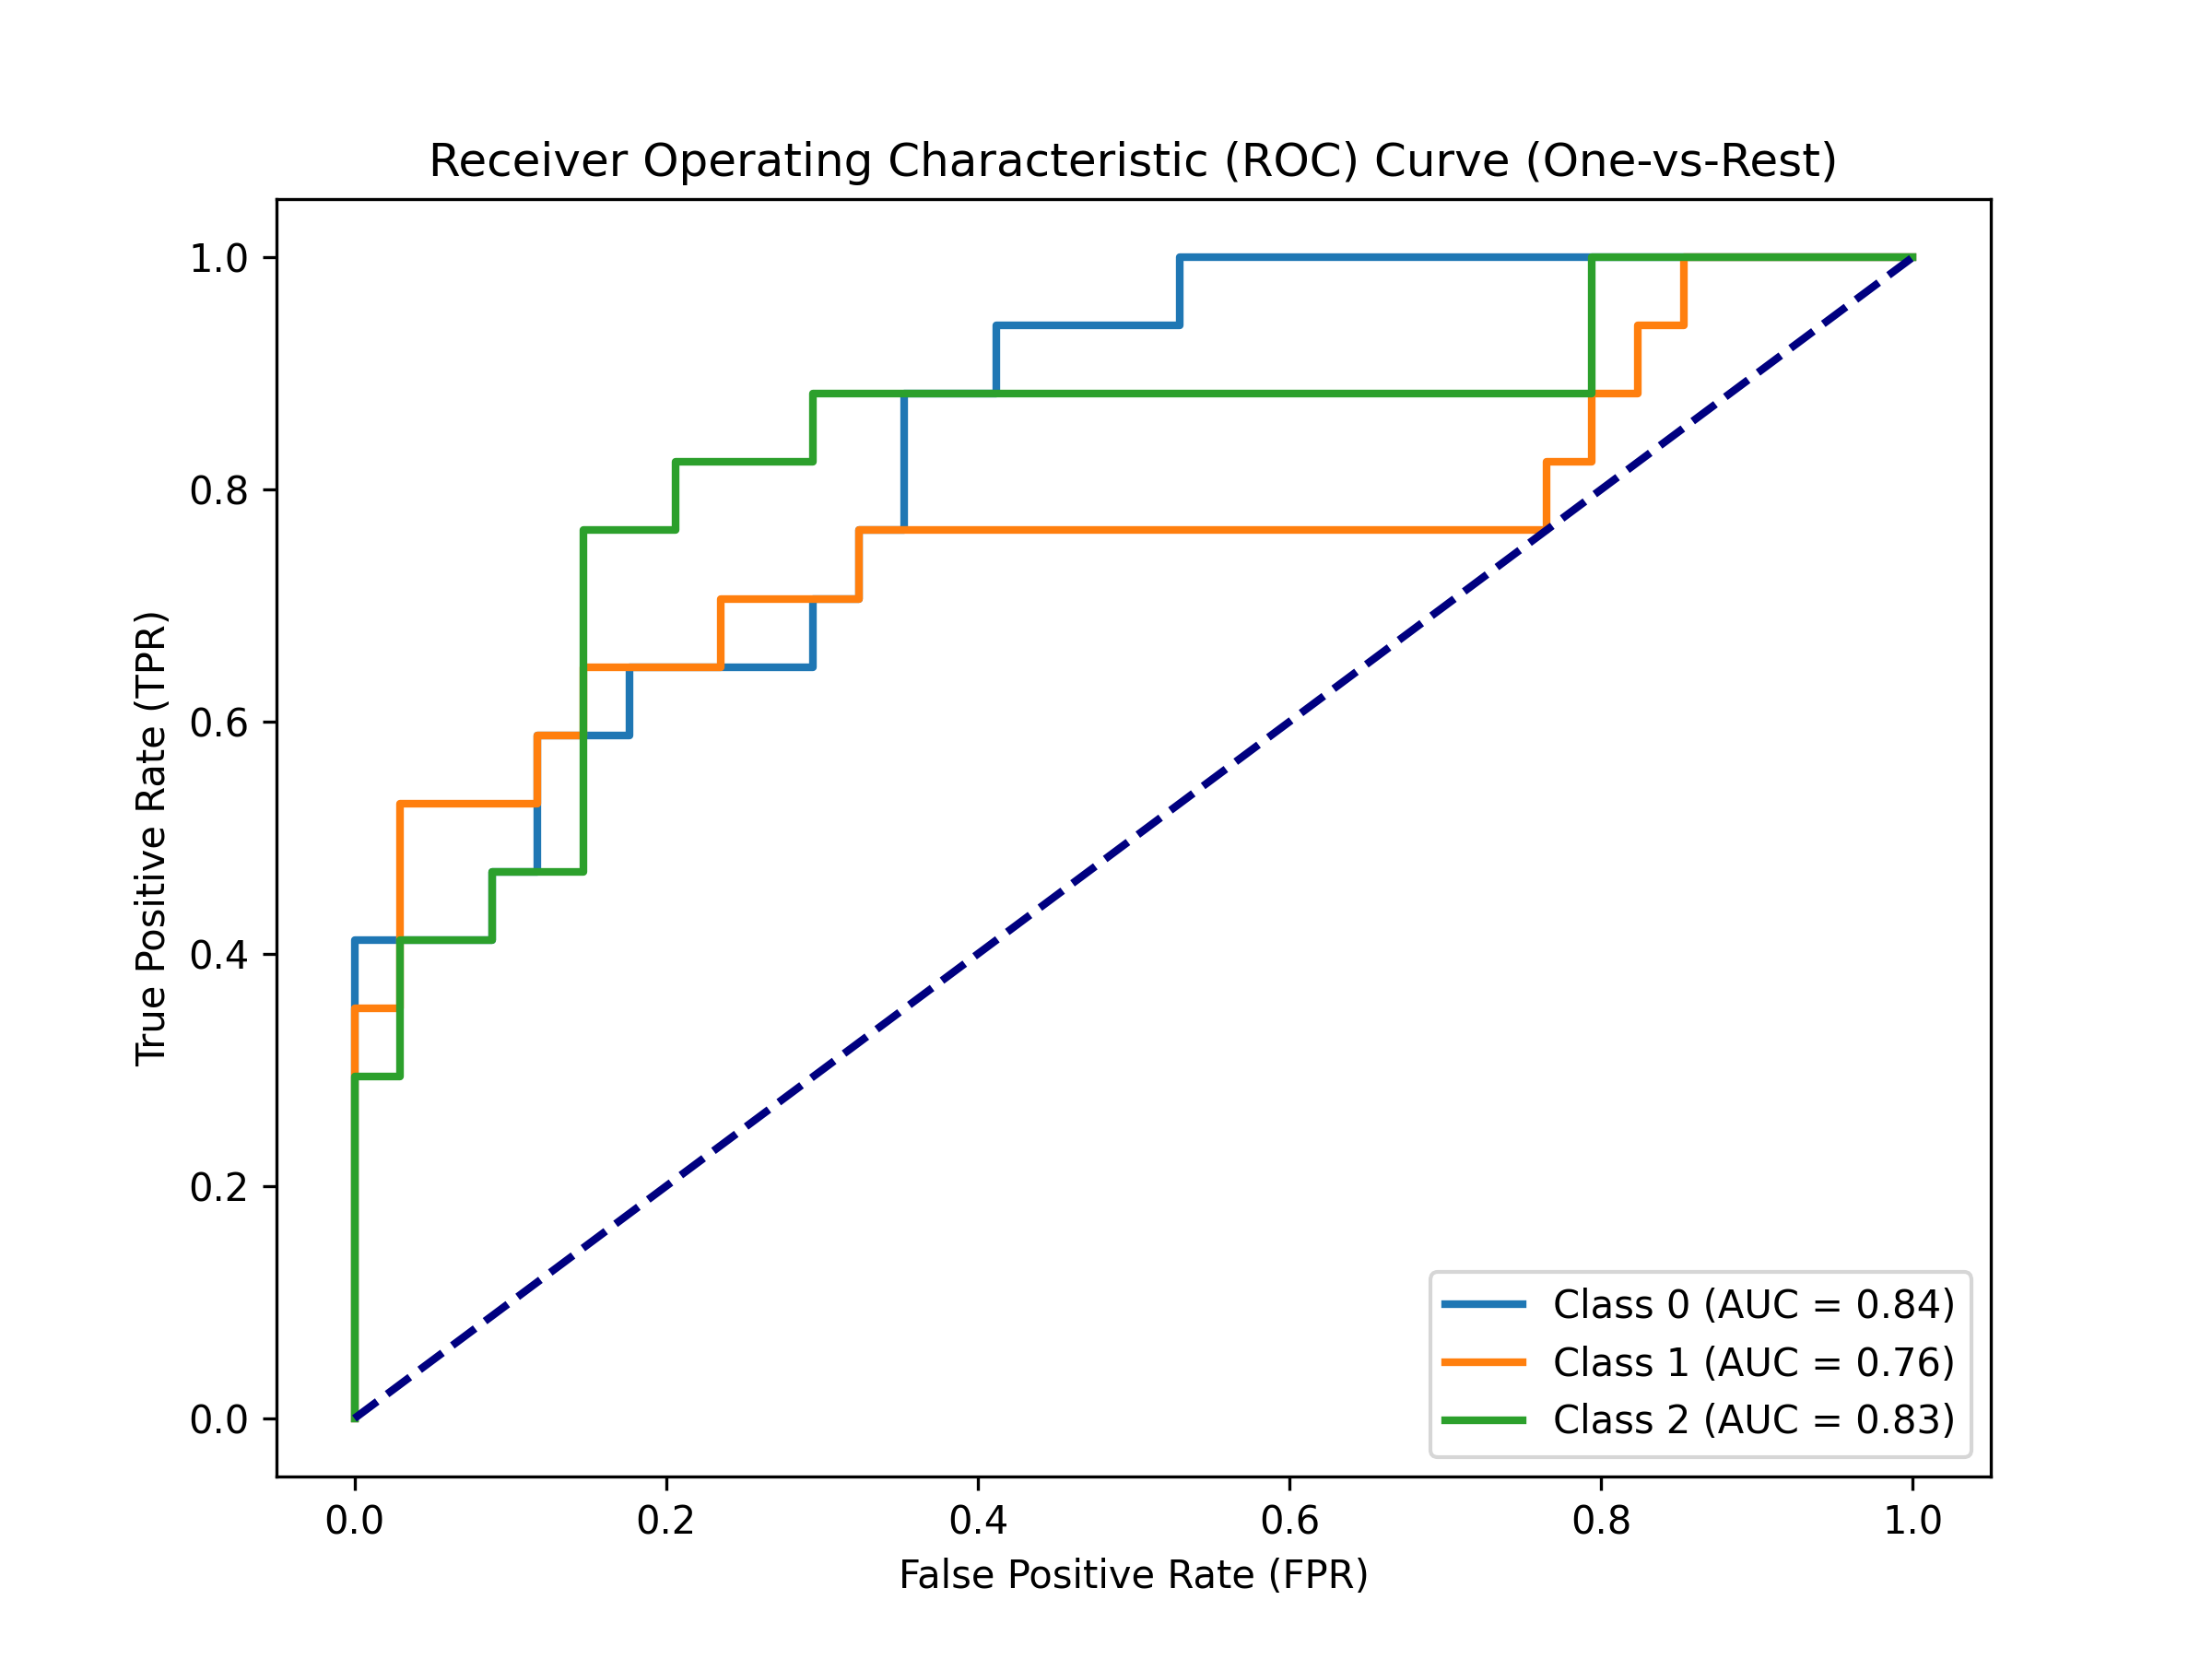 Receiver Operating Characteristic (ROC) Curve (One-vs-Rest)
True Positive Rate (TPR)
1.0
0.8
0.6
0.4
0.2
0.0
0.0 0.2 0.4 0.6 0.8 1.0
False Positive Rate (FPR)
Class 0 (AUC = 0.84)
Class 1 (AUC = 0.76)
Class 2 (AUC = 0.83)